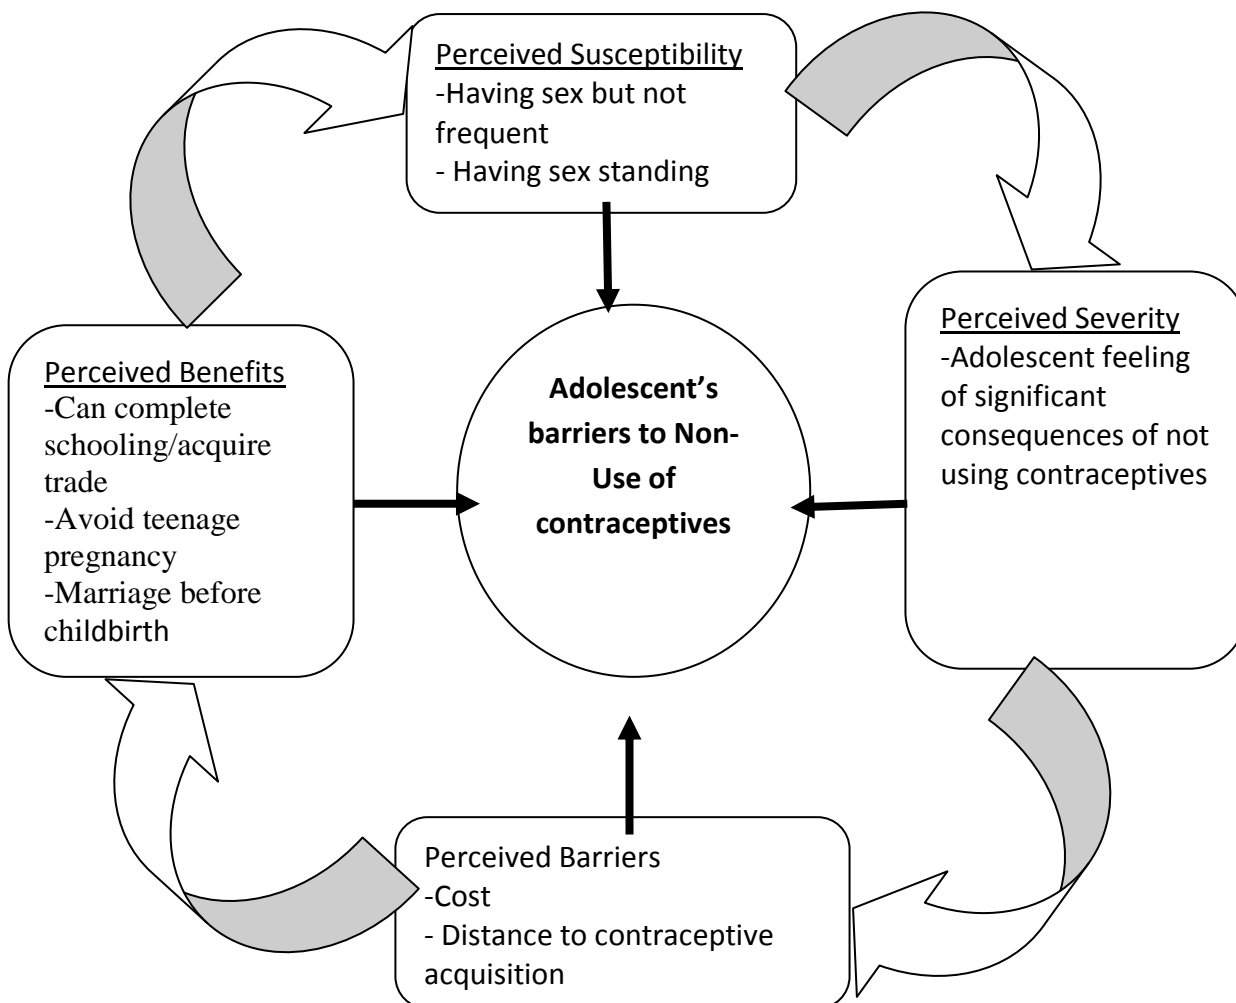 Perceived Susceptibility
-Having sex but not
frequent
- Having sex standing
Perceived Severity
-Adolescent feeling
of significant
consequences of not
using contraceptives
Perceived Benefits
-Can complete
schooling/acquire
trade
-Avoid teenage
pregnancy
-Marriage before
childbirth
Adolescent’s
barriers to Non-
Use of
contraceptives
Perceived Barriers
-Cost
- Distance to contraceptive
acquisition